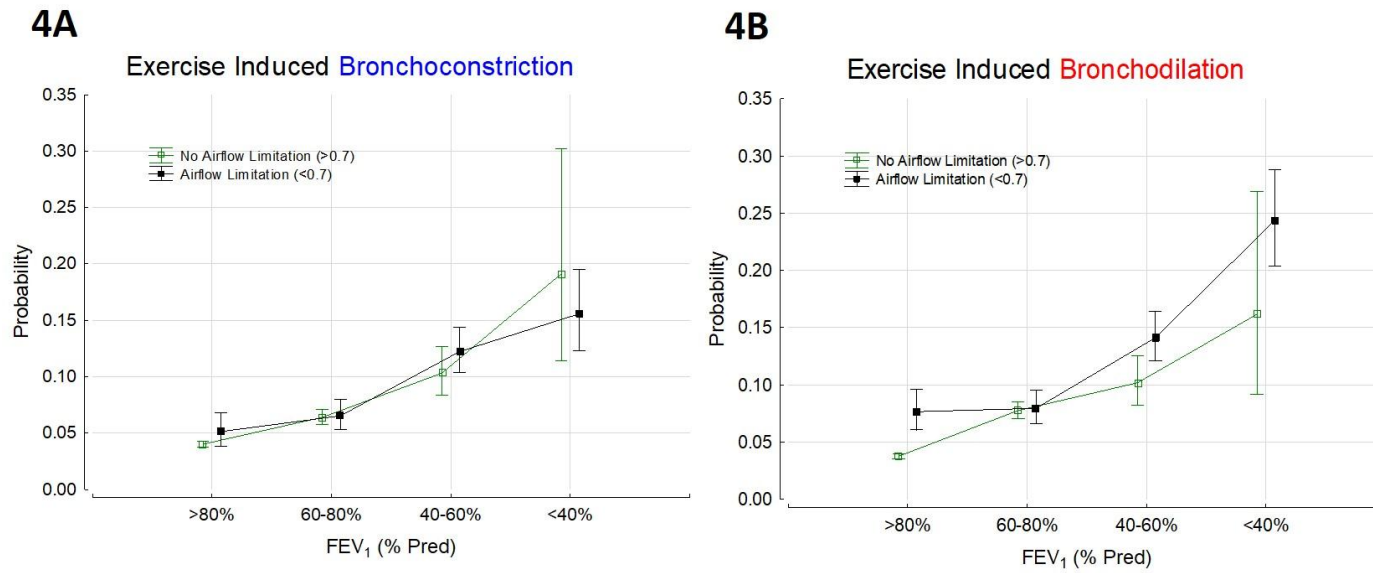 4A
Exercise Induced Bronchoconstriction
0.35
0.30
0.25
0.20
0.15
0.10
0.05
0.00
Probability
No Airflow Limitation (>0.7)
Airflow Limitation (<0.7)
>80%
60-80%
40-60%
<40%
FEV₁ (% Pred)
4B
Exercise Induced Bronchodilation
0.35
0.30
0.25
0.20
0.15
0.10
0.05
0.00
Probability
No Airflow Limitation (>0.7)
Airflow Limitation (<0.7)
>80%
60-80%
40-60%
<40%
FEV₁ (% Pred)